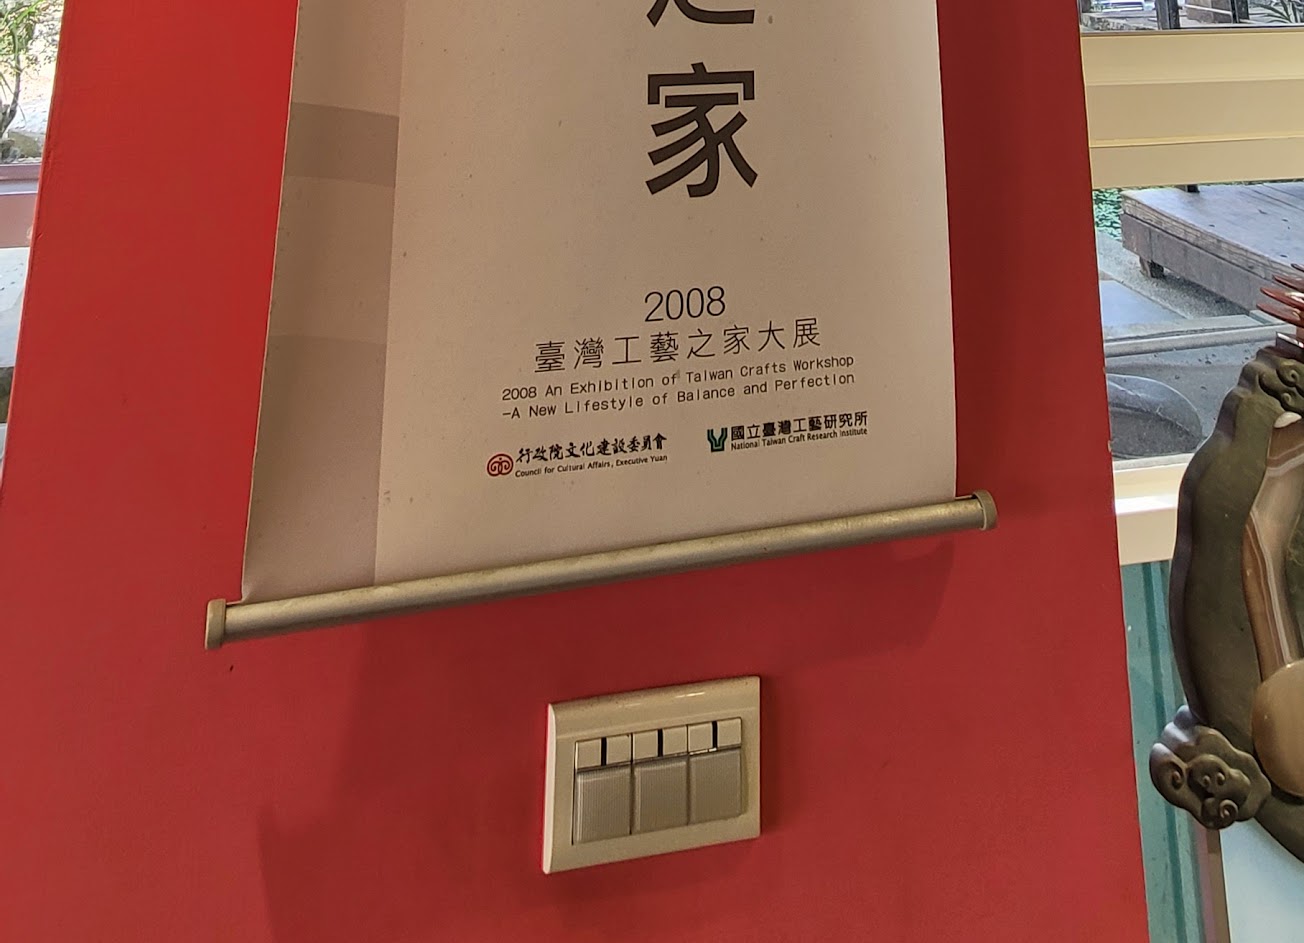 之
家
2008
臺灣工藝之家大展
2008 An Exhibition of Taiwan Crafts Workshop
-A New Lifestyle of Balance and Perfection
行政院文化建設委員會
Council for Cultural Affairs, Executive Yuan
國立臺灣工藝研究所
National Taiwan Craft Research Institute